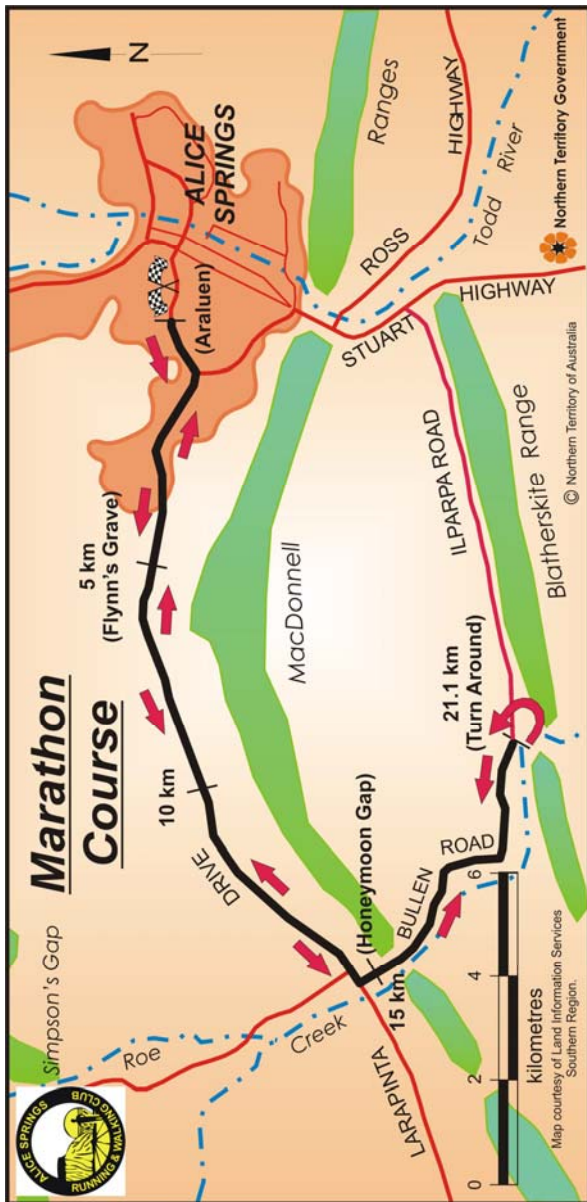 Marathon
Course
N
Simpson's Gap
ALICE SPRINGS
RUNNING & WALKING CLUB
ALICE
SPRINGS
(Araluen)
5 km
(Flynn's Grave)
10 km
DRIVE
Roe
Creek
LARAPINTA
15 km
(Honeymoon Gap)
BULLEN
ROAD
21.1 km
(Turn Around)
MacDonnell
Ranges
ROSS
HIGHWAY
Todd River
STUART
HIGHWAY
ILPARPA ROAD
Blatherskite Range
0 2 4 6
kilometres
Map courtesy of Land Information Services
Southern Region.
© Northern Territory of Australia
Northern Territory Government